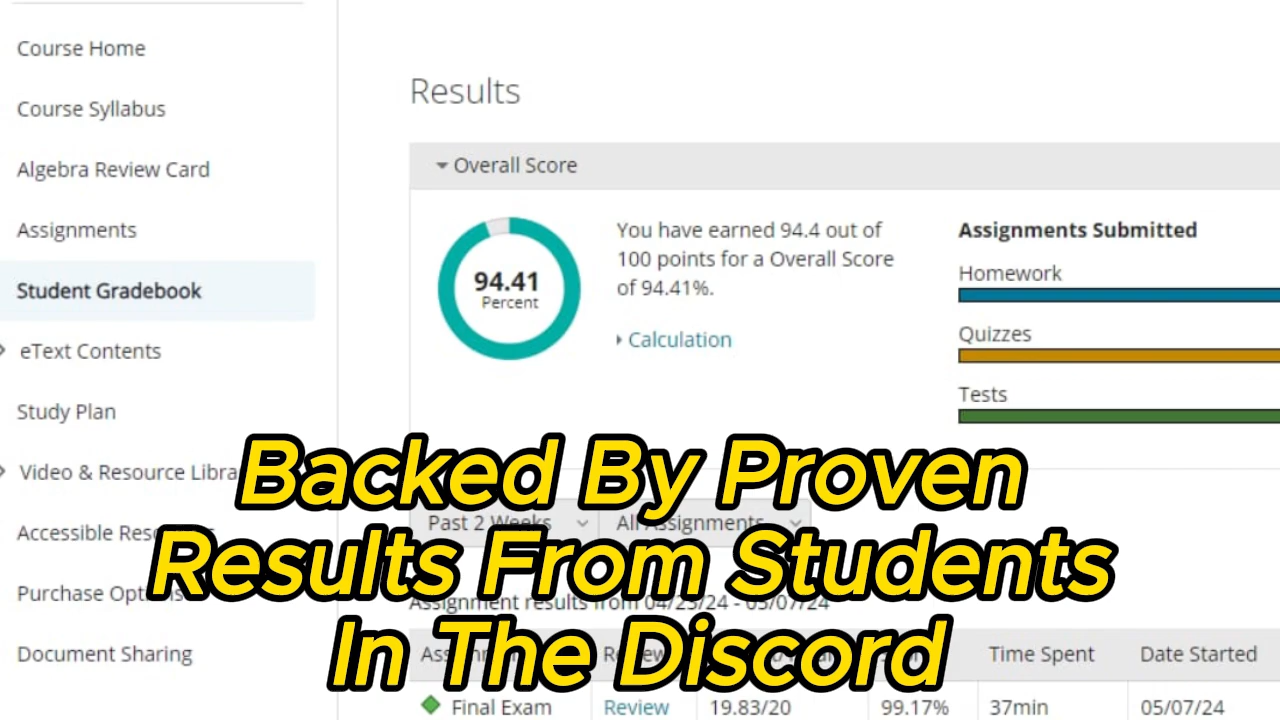 Course Home
Course Syllabus
Algebra Review Card
Assignments
Student Gradebook
eText Contents
Study Plan
Video & Resource
Accessible
Purchase
Document Sharing
Results
Overall Score
94.41
Percent
You have earned 94.4 out of
100 points for a Overall Score
of 94.41%.
Calculation
Assignments Submitted
Homework
Quizzes
Tests
Past 2 Weeks
All Assignments
Assignment results from 04/23/24 - 05/07/24
Time Spent
Date Started
Final Exam
Review
19.83/20
99.17%
37min
05/07/24
Backed By Proven
Results From Students
In The Discord